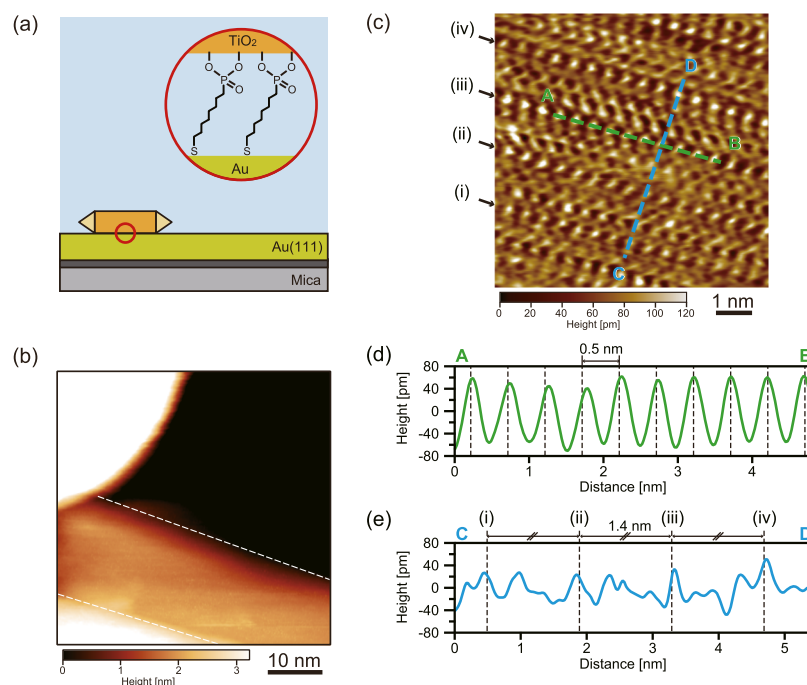 (a)
TiO2
O O O O
P O P O
S S
Au
Au(111)
Mica
(b)
0 1 2 3
Height [nm]
10 nm
(c)
(iv)
(iii)
(ii)
(i)
A
B
C
D
0 20 40 60 80 100 120
Height [pm]
1 nm
(d)
A
0.5 nm
Height [pm]
80
40
0
-40
-80
0 1 2 3 4
Distance [nm]
(e)
C
(i) (ii) (iii) (iv)
1.4 nm
D
Height [pm]
80
40
0
-40
-80
0 1 2 3 4 5
Distance [nm]